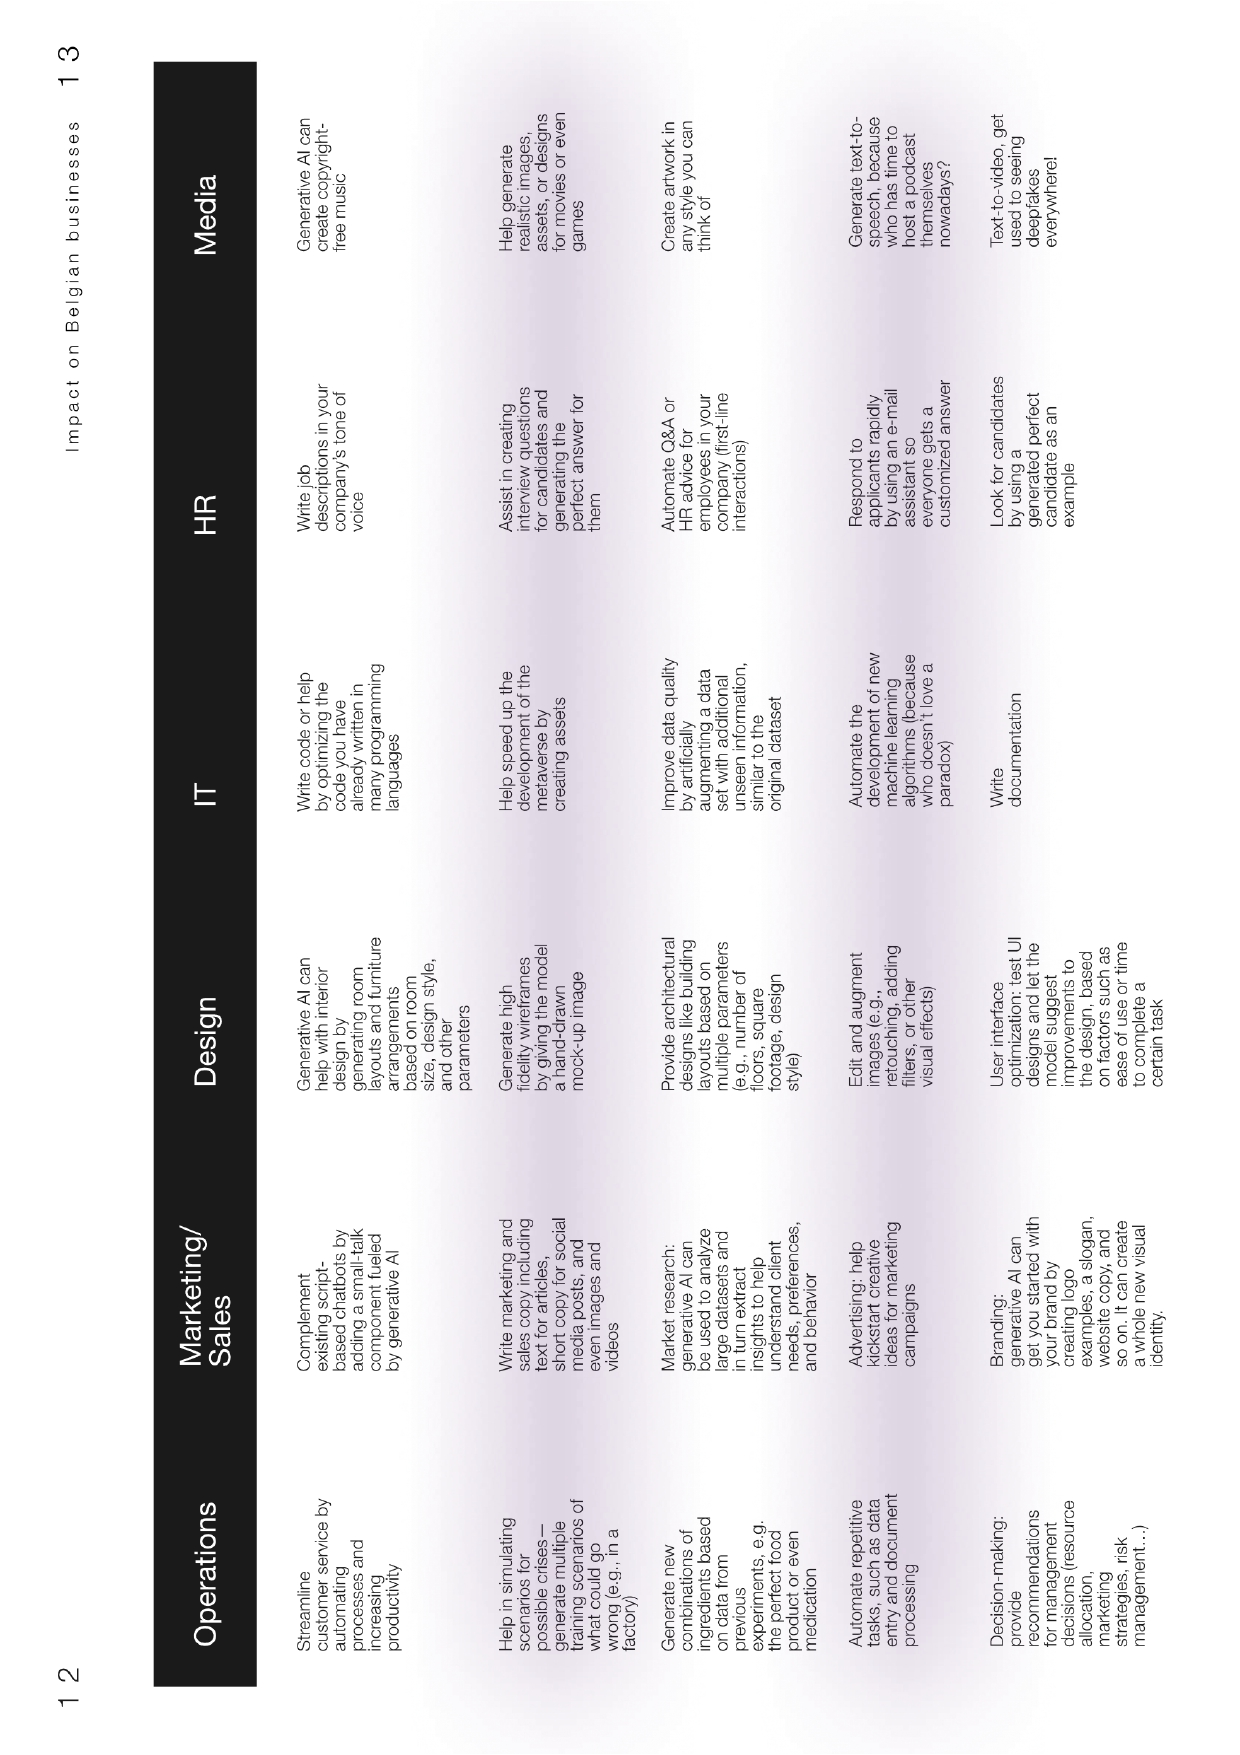 12
Impact on Belgian businesses 13
Operations
Marketing/
Sales
Design
IT
HR
Media
Streamline
customer service by
automating
processes and
increasing
productivity
Complement
existing script-
based chatbots by
adding a small-talk
component fueled
by generative AI
Generative AI can
help with interior
design by
generating room
layouts and furniture
arrangements
based on room
size, design style,
and other
parameters
Write code or help
by optimizing the
code you have
already written in
many programming
languages
Write job
descriptions in your
company's tone of
voice
Generative AI can
create copyright-
free music
Help in simulating
scenarios for
possible crises—
generate multiple
training scenarios of
what could go
wrong (e.g., in a
factory)
Write marketing and
sales copy including
text for articles,
short copy for social
media posts, and
even images and
videos
Generate high
fidelity wireframes
by giving the model
a hand-drawn
mock-up image
Help speed up the
development of the
metaverse by
creating assets
Assist in creating
interview questions
for candidates and
generating the
perfect answer for
them
Help generate
realistic images,
assets, or designs
for movies or even
games
Generate new
combinations of
ingredients based
on data from
previous
experiments, e.g.
the perfect food
product or even
medication
Market research:
generative AI can
be used to analyze
large datasets and
in turn extract
insights to help
understand client
needs, preferences,
and behavior
Provide architectural
designs like building
layouts based on
multiple parameters
(e.g., number of
floors, square
footage, design
style)
Improve data quality
by artificially
augmenting a data
set with additional
unseen information,
similar to the
original dataset
Automate Q&A or
HR advice for
employees in your
company (first-line
interactions)
Create artwork in
any style you can
think of
Automate repetitive
tasks, such as data
entry and document
processing
Advertising: help
kickstart creative
ideas for marketing
campaigns
Edit and augment
images (e.g.,
retouching, adding
filters, or other
visual effects)
Automate the
development of new
machine learning
algorithms (because
who doesn't love a
paradox)
Respond to
applicants rapidly
by using an e-mail
assistant so
everyone gets a
customized answer
Generate text-to-
speech, because
who has time to
host a podcast
themselves
nowadays?
Decision-making:
provide
recommendations
for management
decisions (resource
allocation,
marketing
strategies, risk
management…)
Branding:
generative AI can
get you started with
your brand by
creating logo
examples, a slogan,
website copy, and
so on. It can create
a whole new visual
identity.
User interface
optimization: test UI
designs and let the
model suggest
improvements to
the design, based
on factors such as
ease of use or time
to complete a
certain task
Write
documentation
Look for candidates
by using a
generated perfect
candidate as an
example
Text-to-video, get
used to seeing
deepfakes
everywhere!